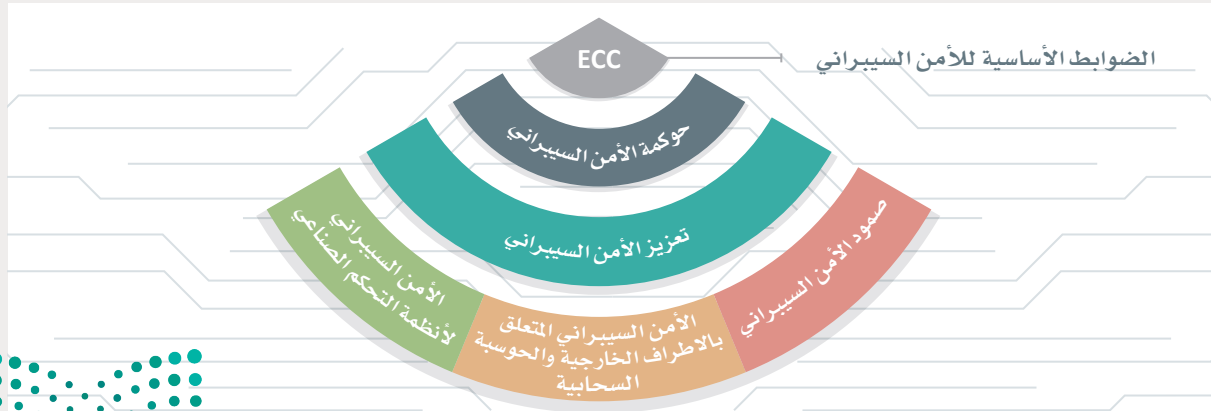 ECC
الضوابط الأساسية للأمن السيبراني
حوكمة الأمن السيبراني
تعزيز الأمن السيبراني
صمود الأمن السيبراني
الأمن السيبراني المتعلق
بالاطراف الخارجية والحوسبة
السحابية
الأمن السيبراني
لأنظمة التحكم الصناعي